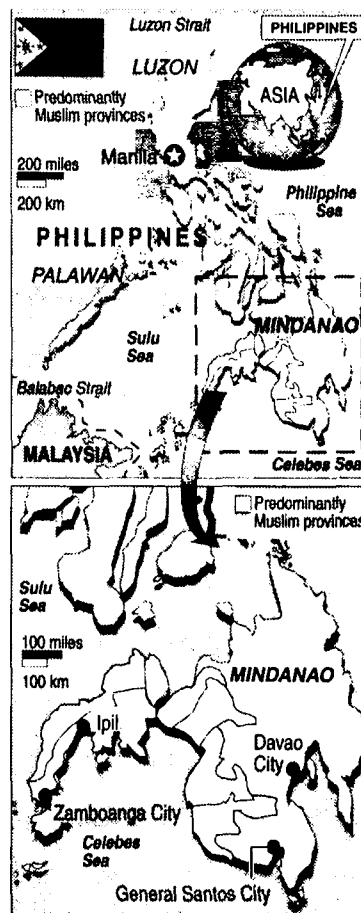 Luzon Strait
LUZON
PHILIPPINES
ASIA
Predominantly
Muslim provinces
Manila
200 miles
200 km
Philippine
Sea
PHILIPPINES
PALAWAN
MINDANAO
Sulu
Sea
Balabac Strait
MALAYSIA
Celebes Sea
Predominantly
Muslim provinces
Sulu
Sea
100 miles
100 km
MINDANAO
Ipil
Davao
City
Zamboanga City
Celebes
Sea
General Santos City